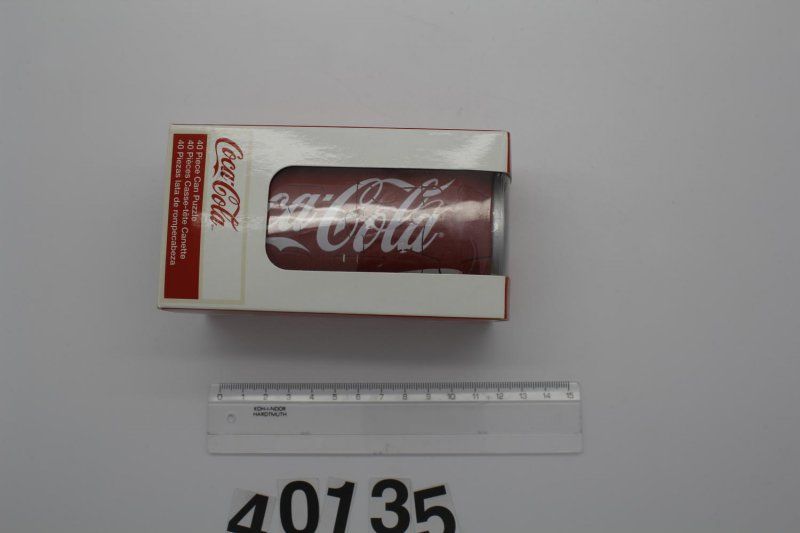 Coca-Cola
40 Piece Can Puzzle
40 Pièces Casse-tête Canette
40 Piezas lata de rompecabeza
ca-Cola
0 1 2 3 4 5 6 7 8 9 10 11 12 13 14 15
KOH-I-NOOR
HARDTMUTH
40135